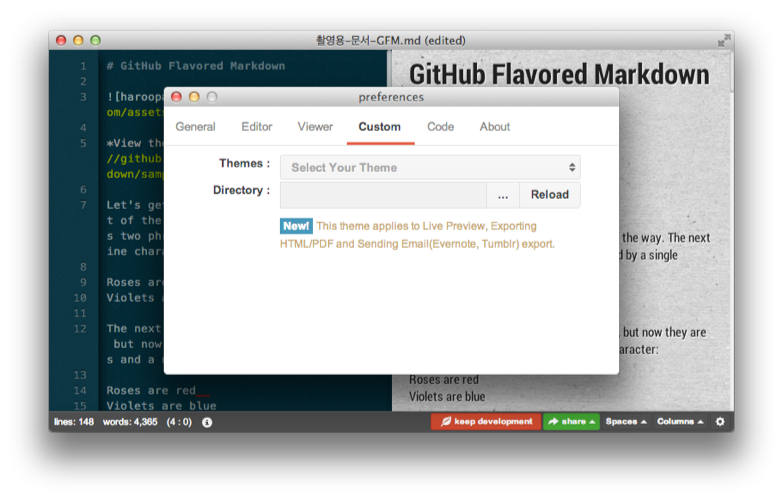 촬영용-문서-GFM.md (edited)
1 # GitHub Flavored Markdown
2
3 ![haroop
om/assets
4
5 *View the
//github
down/samp
6
7 Let's get
t of the
s two ph
ine chara
8
9 Roses are
10 Violets a
11
12 The next
but now
s and a
13
14 Roses are red
15 Violets are blue
GitHub Flavored Markdown
the way. The next
d by a single
but now they are
aracter:
Roses are red
Violets are blue
preferences
General Editor Viewer Custom Code About
Themes : Select Your Theme
Directory : ... Reload
New! This theme applies to Live Preview, Exporting
HTML/PDF and Sending Email(Evernote, Tumblr) export.
lines: 148 words: 4,365 (4 : 0) keep development share Spaces Columns